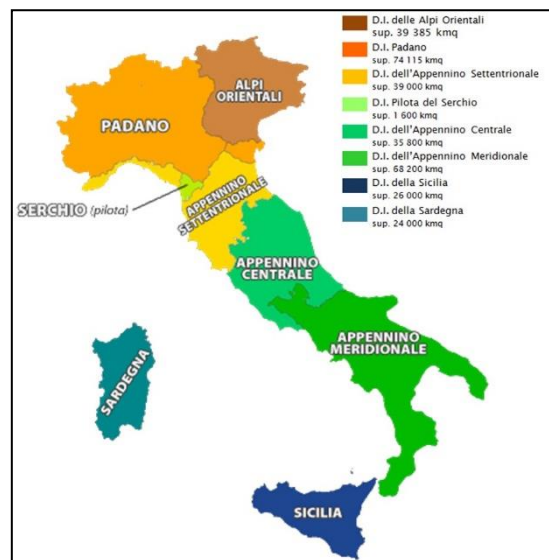 D.I. delle Alpi Orientali
sup. 39 385 kmq
D.I. Padano
sup. 74 115 kmq
D.I. dell'Appennino Settentrionale
sup. 39 000 kmq
D.I. Pilota del Serchio
sup. 1 600 kmq
D.I. dell'Appennino Centrale
sup. 35 800 kmq
D.I. dell'Appennino Meridionale
sup. 68 200 kmq
D.I. della Sicilia
sup. 26 000 kmq
D.I. della Sardegna
sup. 24 000 kmq
ALPI
ORIENTALI
PADANO
SERCHIO (pilota)
APPENNINO
SETTENTRIONALE
APPENNINO
CENTRALE
APPENNINO
MERIDIONALE
SARDEGNA
SICILIA